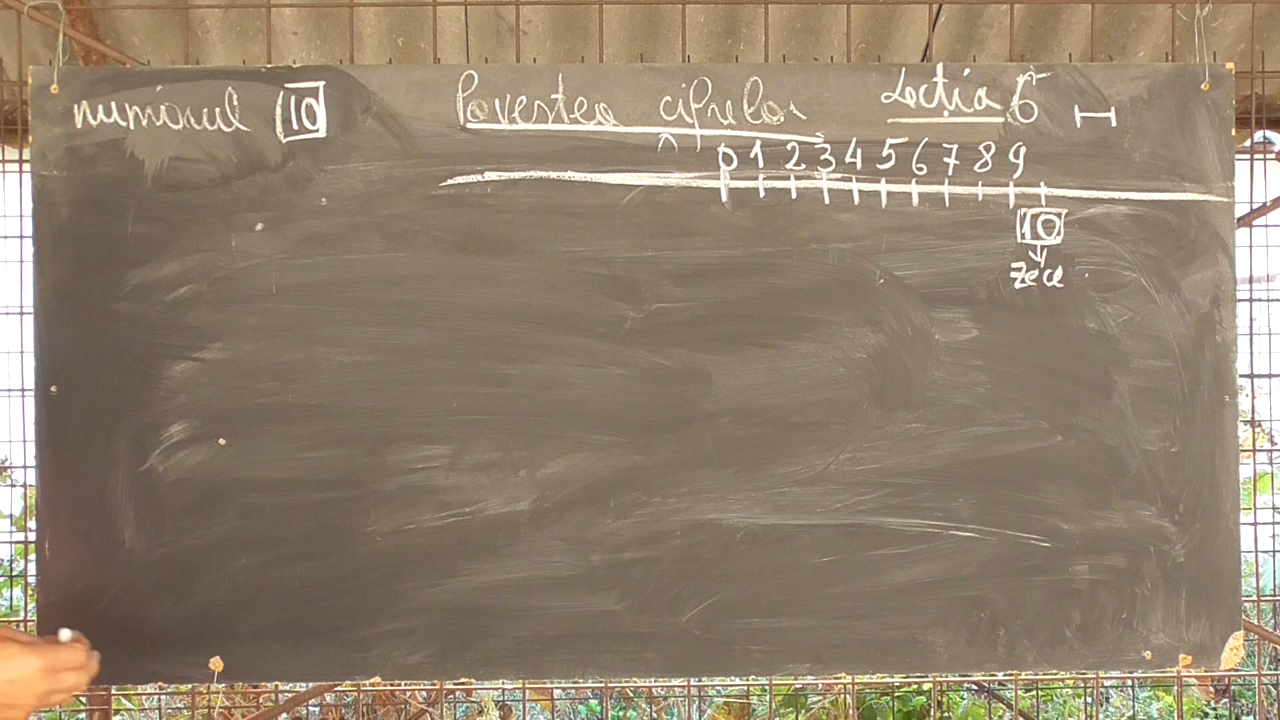 numărul 10
Povestea cifrelor
Lecția 6
0 1 2 3 4 5 6 7 8 9
10
Zece